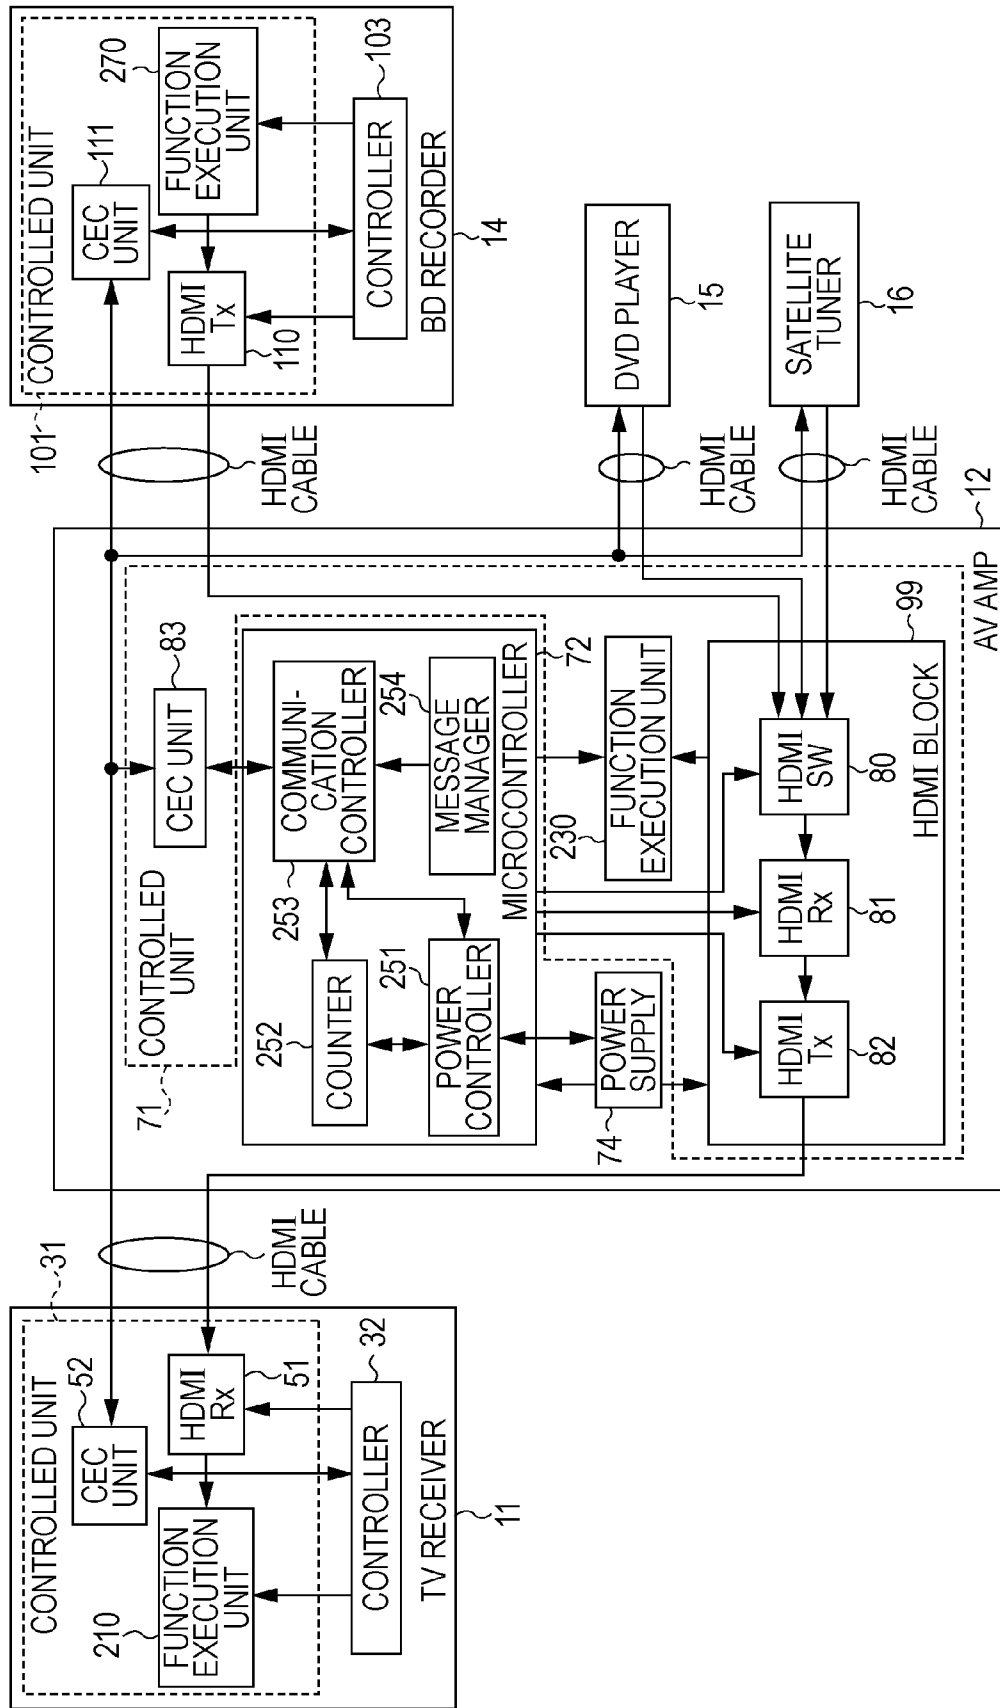 CONTROLLED UNIT
31
52
CEC
UNIT
HDMI
Rx
51
210
FUNCTION
EXECUTION
UNIT
32
CONTROLLER
TV RECEIVER
11
HDMI
CABLE
71
CONTROLLED
UNIT
83
CEC UNIT
COMMUNI-
CATION
CONTROLLER
253
254
MESSAGE
MANAGER
252
COUNTER
251
POWER
CONTROLLER
MICROCONTROLLER
72
74
POWER
SUPPLY
230
FUNCTION
EXECUTION UNIT
HDMI
Tx
82
HDMI
Rx
81
HDMI
SW
80
HDMI BLOCK
99
AV AMP
12
HDMI
CABLE
101
CONTROLLED UNIT
111
CEC
UNIT
HDMI
Tx
110
270
FUNCTION
EXECUTION
UNIT
103
CONTROLLER
BD RECORDER
14
HDMI
CABLE
DVD PLAYER
15
HDMI
CABLE
SATELLITE
TUNER
16